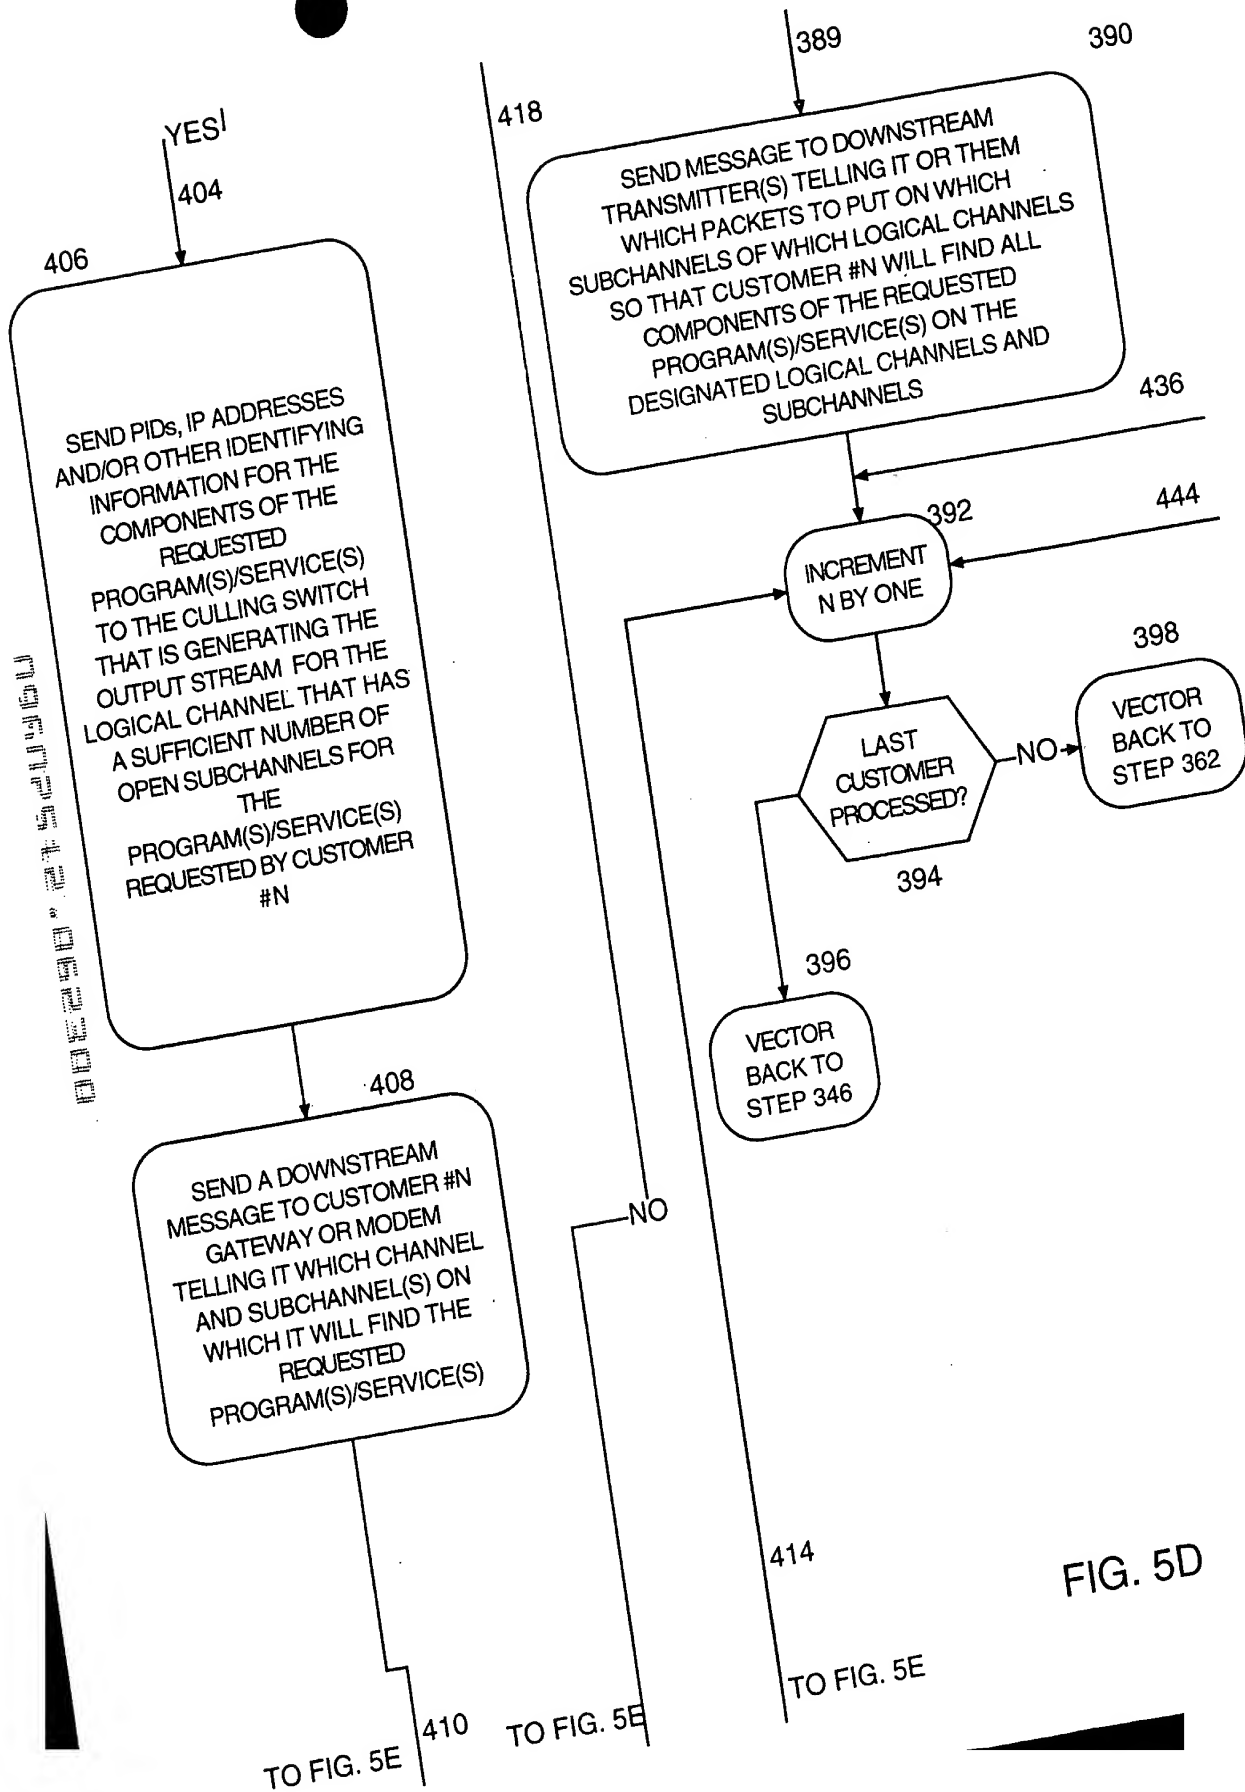 YES
404
406
SEND PIDs, IP ADDRESSES
AND/OR OTHER IDENTIFYING
INFORMATION FOR THE
COMPONENTS OF THE
REQUESTED
PROGRAM(S)/SERVICE(S)
TO THE CULLING SWITCH
THAT IS GENERATING THE
OUTPUT STREAM FOR THE
LOGICAL CHANNEL THAT HAS
A SUFFICIENT NUMBER OF
OPEN SUBCHANNELS FOR
THE
PROGRAM(S)/SERVICE(S)
REQUESTED BY CUSTOMER
#N
408
SEND A DOWNSTREAM
MESSAGE TO CUSTOMER #N
GATEWAY OR MODEM
TELLING IT WHICH CHANNEL
AND SUBCHANNEL(S) ON
WHICH IT WILL FIND THE
REQUESTED
PROGRAM(S)/SERVICE(S)
410
TO FIG. 5E
418
389
390
SEND MESSAGE TO DOWNSTREAM
TRANSMITTER(S) TELLING IT OR THEM
WHICH PACKETS TO PUT ON WHICH
SUBCHANNELS OF WHICH LOGICAL CHANNELS
SO THAT CUSTOMER #N WILL FIND ALL
COMPONENTS OF THE REQUESTED
PROGRAM(S)/SERVICE(S) ON THE
DESIGNATED LOGICAL CHANNELS AND
SUBCHANNELS
436
392
444
INCREMENT
N BY ONE
LAST
CUSTOMER
PROCESSED?
394
NO
398
VECTOR
BACK TO
STEP 362
396
VECTOR
BACK TO
STEP 346
NO
TO FIG. 5E
414
TO FIG. 5E
FIG. 5D